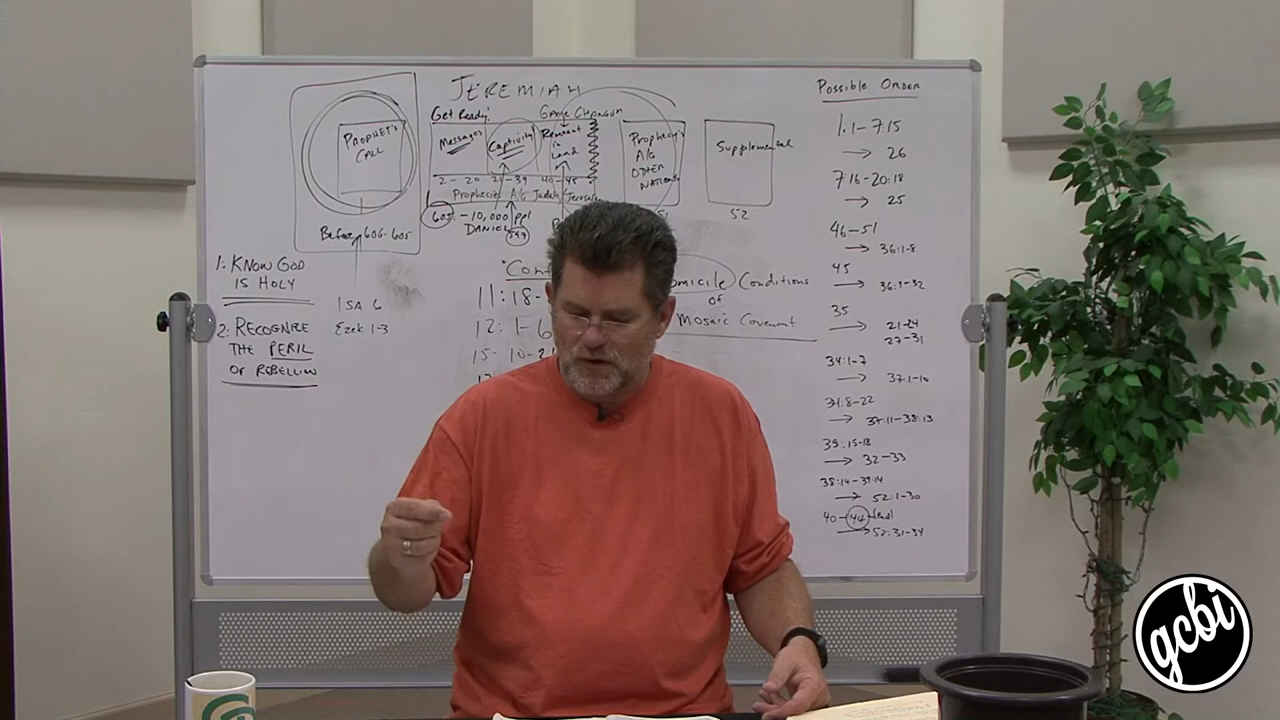 JEREMIAH
Get Ready!
GAME CHANGER
PROPHET'S
CALL
Messages
Captivity
Remnant
in
Land
Prophecy's
A/G
OTHER
NATIONS
Supplemental
2-20
21-39
40-45
51
52
Prophecies A/G Judah/Jerusalem
Before 606-605
605: -10,000 ppl
DANIEL
597
1. KNOW GOD
IS HOLY
2. RECOGNIZE
THE PERIL
OF REBELLION
ISA 6
Ezek 1-3
"Con
11:18-
12:1-6
15:10-21
Conditions
of
Mosaic Covenant
Possible Order
1:1-7:15
→ 26
7:16-20:18
→ 25
46-51
→ 36:1-8
45
→ 36:9-32
35
→ 21-24
27-31
34:1-7
→ 37:1-10
34:8-22
→ 37:11-38:13
39:15-18
→ 32-33
38:14-39:14
→ 52:1-30
40-44 (End)
→ 52:31-34
gcbi